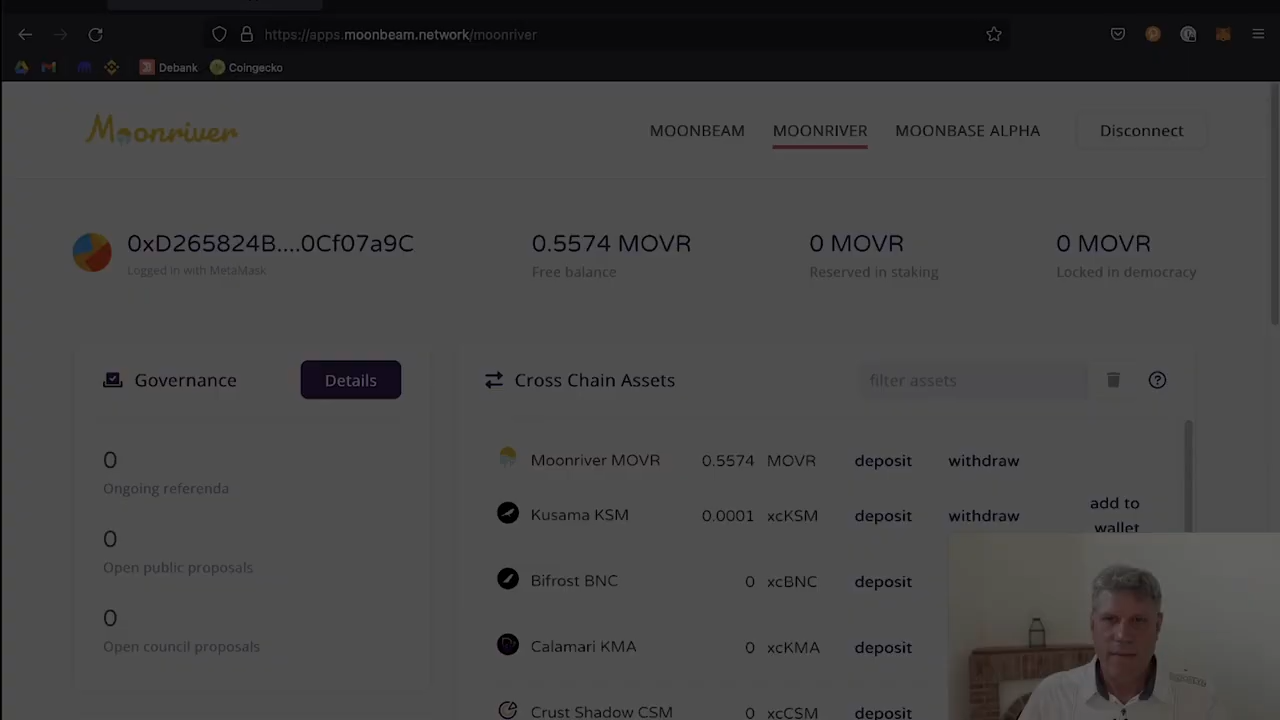 https://apps.moonbeam.network/moonriver
Debank
Coingecko
Moonriver
MOONBEAM
MOONRIVER
MOONBASE ALPHA
Disconnect
0xD265824B....0Cf07a9C
Logged in with MetaMask
0.5574 MOVR
Free balance
0 MOVR
Reserved in staking
0 MOVR
Locked in democracy
Governance
Details
0
Ongoing referenda
0
Open public proposals
0
Open council proposals
Cross Chain Assets
filter assets
Moonriver MOVR 0.5574 MOVR deposit withdraw
Kusama KSM 0.0001 xcKSM deposit withdraw add to
wallet
Bifrost BNC 0 xcBNC deposit
Calamari KMA 0 xcKMA deposit
Crust Shadow CSM 0 xcCSM deposit